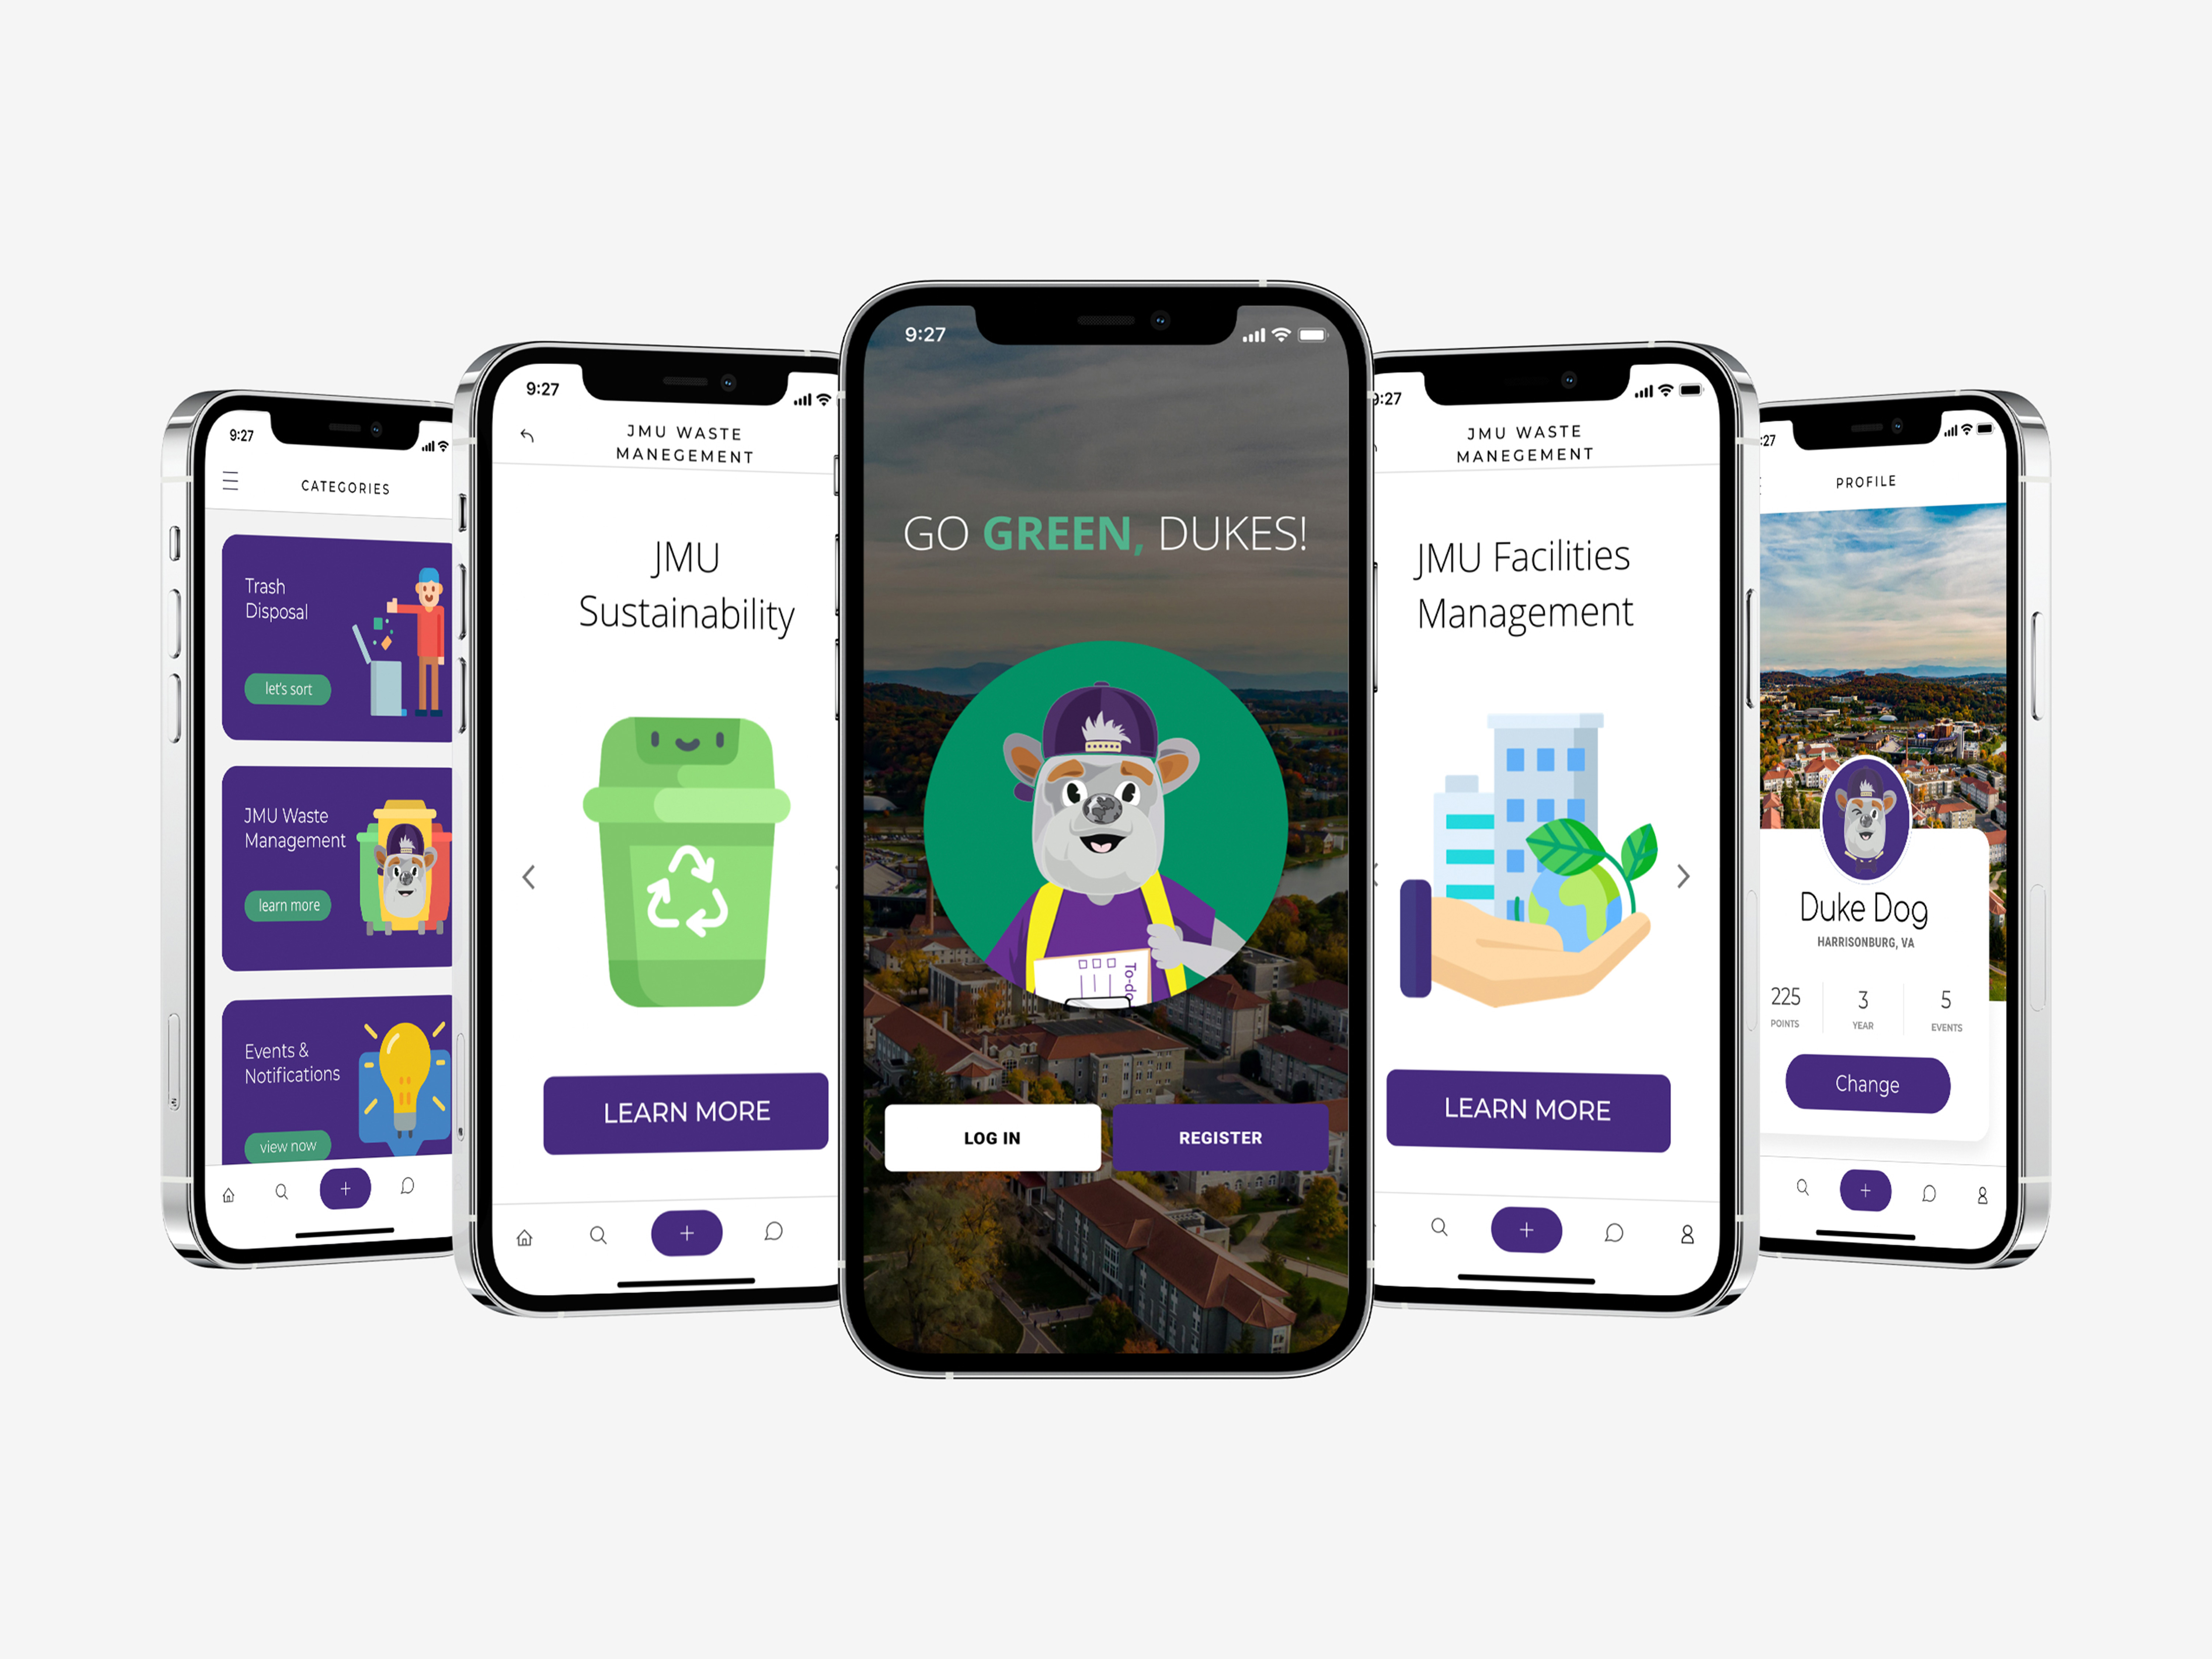 9:27
CATEGORIES
Trash
Disposal
let's sort
JMU Waste
Management
learn more
Events &
Notifications
view now
9:27
JMU WASTE
MANEGEMENT
JMU
Sustainability
LEARN MORE
9:27
GO GREEN, DUKES!
To-do
LOG IN
REGISTER
9:27
JMU WASTE
MANEGEMENT
JMU Facilities
Management
LEARN MORE
:27
PROFILE
Duke Dog
HARRISONBURG, VA
225 3 5
POINTS YEAR EVENTS
Change